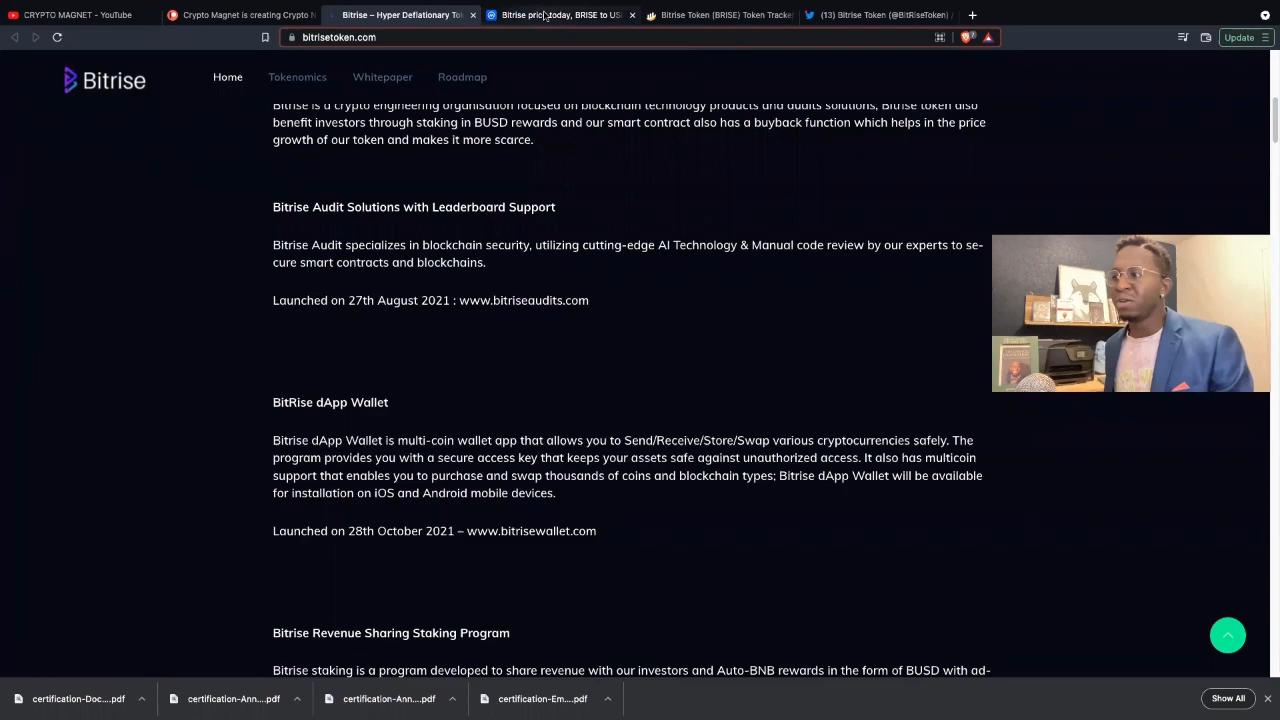 CRYPTO MAGNET - YouTube
Crypto Magnet is creating Crypto N
Bitrise – Hyper Deflationary Tok
Bitrise price today, BRISE to US
Bitrise Token (BRISE) Token Tracker
(13) Bitrise Token (@BitRiseToken) /
bitrisetoken.com
7
Update
Bitrise
Home
Tokenomics
Whitepaper
Roadmap
Bitrise is a crypto engineering organisation focused on blockchain technology products and audits solutions, Bitrise token also
benefit investors through staking in BUSD rewards and our smart contract also has a buyback function which helps in the price
growth of our token and makes it more scarce.
Bitrise Audit Solutions with Leaderboard Support
Bitrise Audit specializes in blockchain security, utilizing cutting-edge AI Technology & Manual code review by our experts to se-
cure smart contracts and blockchains.
Launched on 27th August 2021 : www.bitriseaudits.com
BitRise dApp Wallet
Bitrise dApp Wallet is multi-coin wallet app that allows you to Send/Receive/Store/Swap various cryptocurrencies safely. The
program provides you with a secure access key that keeps your assets safe against unauthorized access. It also has multicoin
support that enables you to purchase and swap thousands of coins and blockchain types; Bitrise dApp Wallet will be available
for installation on iOS and Android mobile devices.
Launched on 28th October 2021 – www.bitrisewallet.com
Bitrise Revenue Sharing Staking Program
Bitrise staking is a program developed to share revenue with our investors and Auto-BNB rewards in the form of BUSD with ad-
certification-Doc....pdf
certification-Ann....pdf
certification-Ann....pdf
certification-Em....pdf
Show All